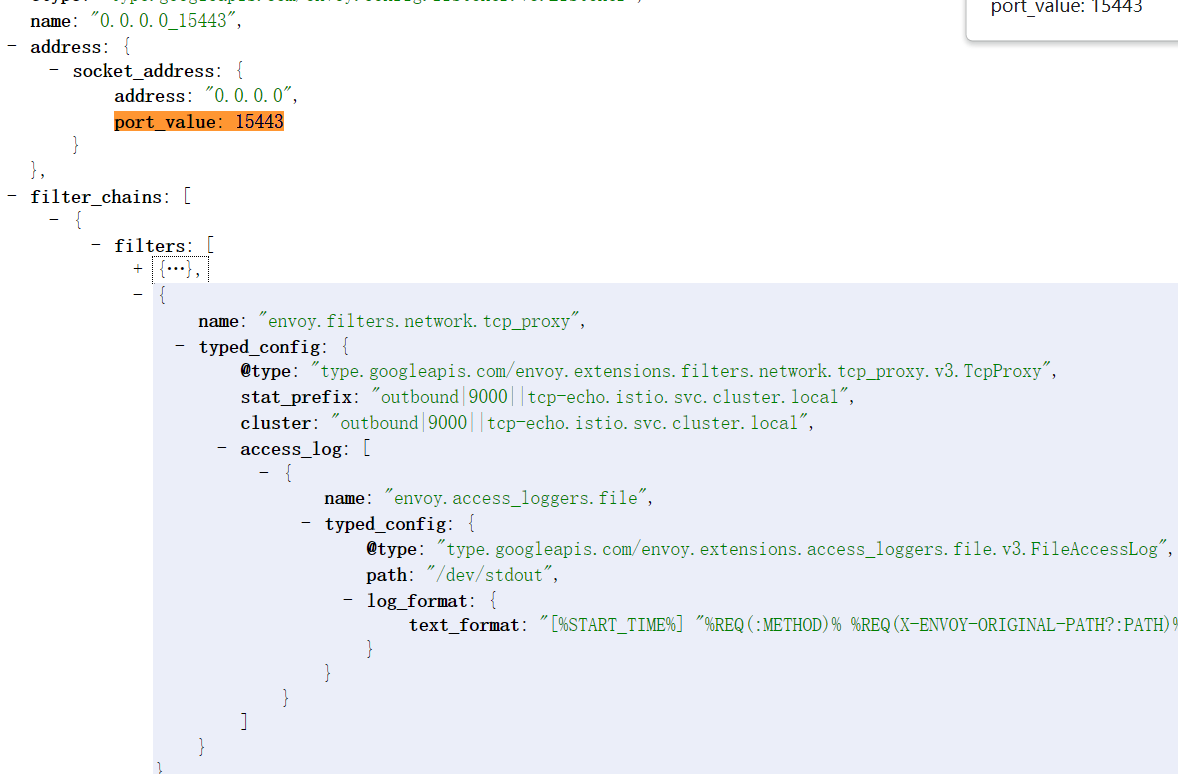 name: "0.0.0.0_15443",
port_value: 15443
- address: {
- socket_address: {
address: "0.0.0.0",
port_value: 15443
}
},
- filter_chains: [
- {
- filters: [
+ {…},
- {
name: "envoy.filters.network.tcp_proxy",
- typed_config: {
@type: "type.googleapis.com/envoy.extensions.filters.network.tcp_proxy.v3.TcpProxy",
stat_prefix: "outbound|9000||tcp-echo.istio.svc.cluster.local",
cluster: "outbound|9000||tcp-echo.istio.svc.cluster.local",
- access_log: [
- {
name: "envoy.access_loggers.file",
- typed_config: {
@type: "type.googleapis.com/envoy.extensions.access_loggers.file.v3.FileAccessLog",
path: "/dev/stdout",
- log_format: {
text_format: "[%START_TIME%] "%REQ(:METHOD)% %REQ(X-ENVOY-ORIGINAL-PATH?:PATH)%
}
}
}
]
}
}